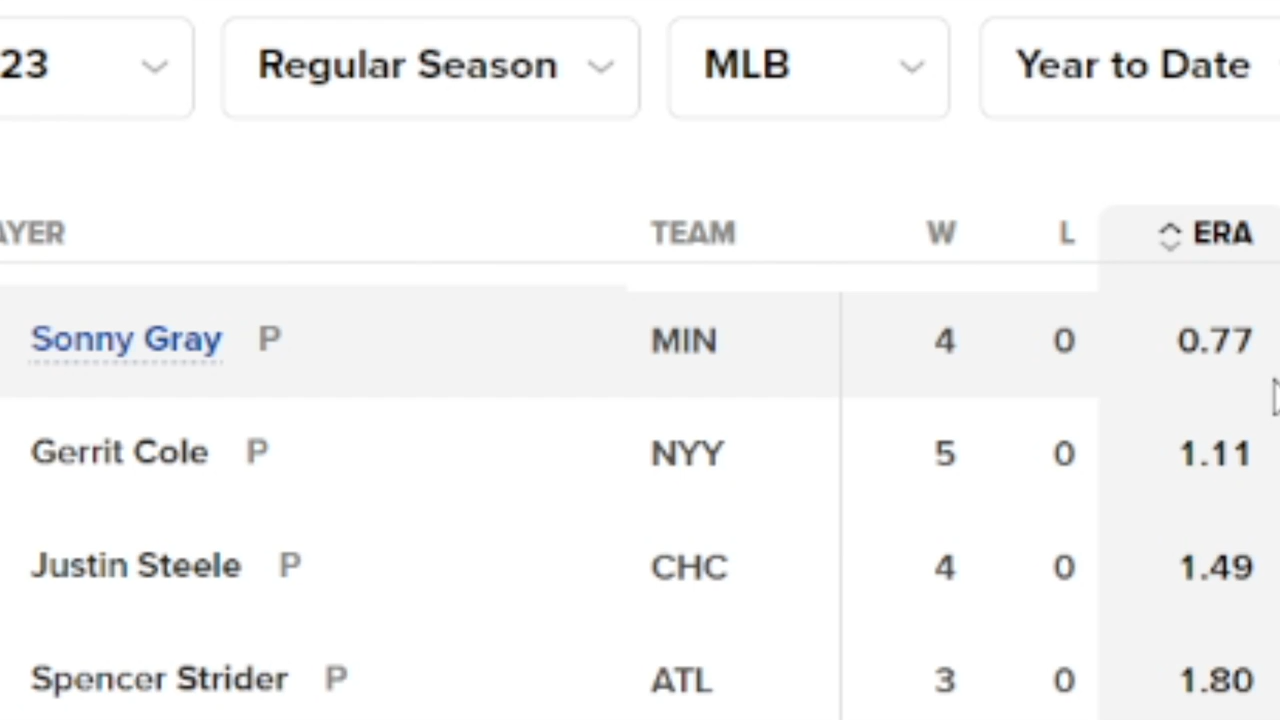 23 Regular Season MLB Year to Date
AYER TEAM W L ERA
Sonny Gray P MIN 4 0 0.77
Gerrit Cole P NYY 5 0 1.11
Justin Steele P CHC 4 0 1.49
Spencer Strider P ATL 3 0 1.80